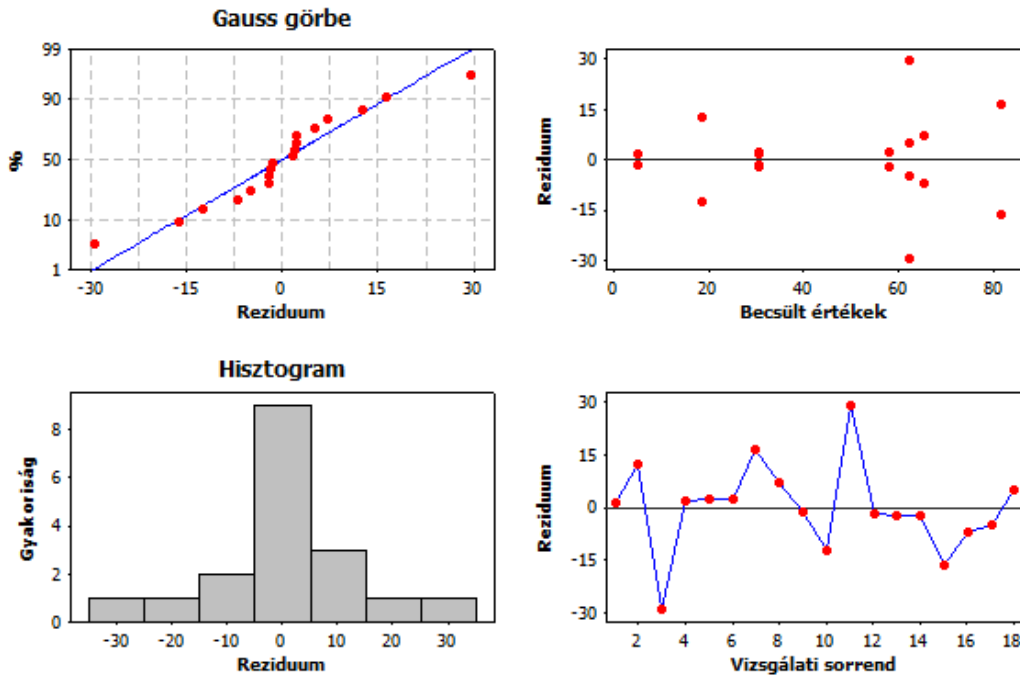 Gauss görbe
99
90
50
10
1
%
-30 -15 0 15 30
Reziduum
30
15
0
-15
-30
Reziduum
0 20 40 60 80
Becsült értékek
Hisztogram
8
6
4
2
0
Gyakoriság
-30 -20 -10 0 10 20 30
Reziduum
30
15
0
-15
-30
Reziduum
2 4 6 8 10 12 14 16 18
Vizsgálati sorrend